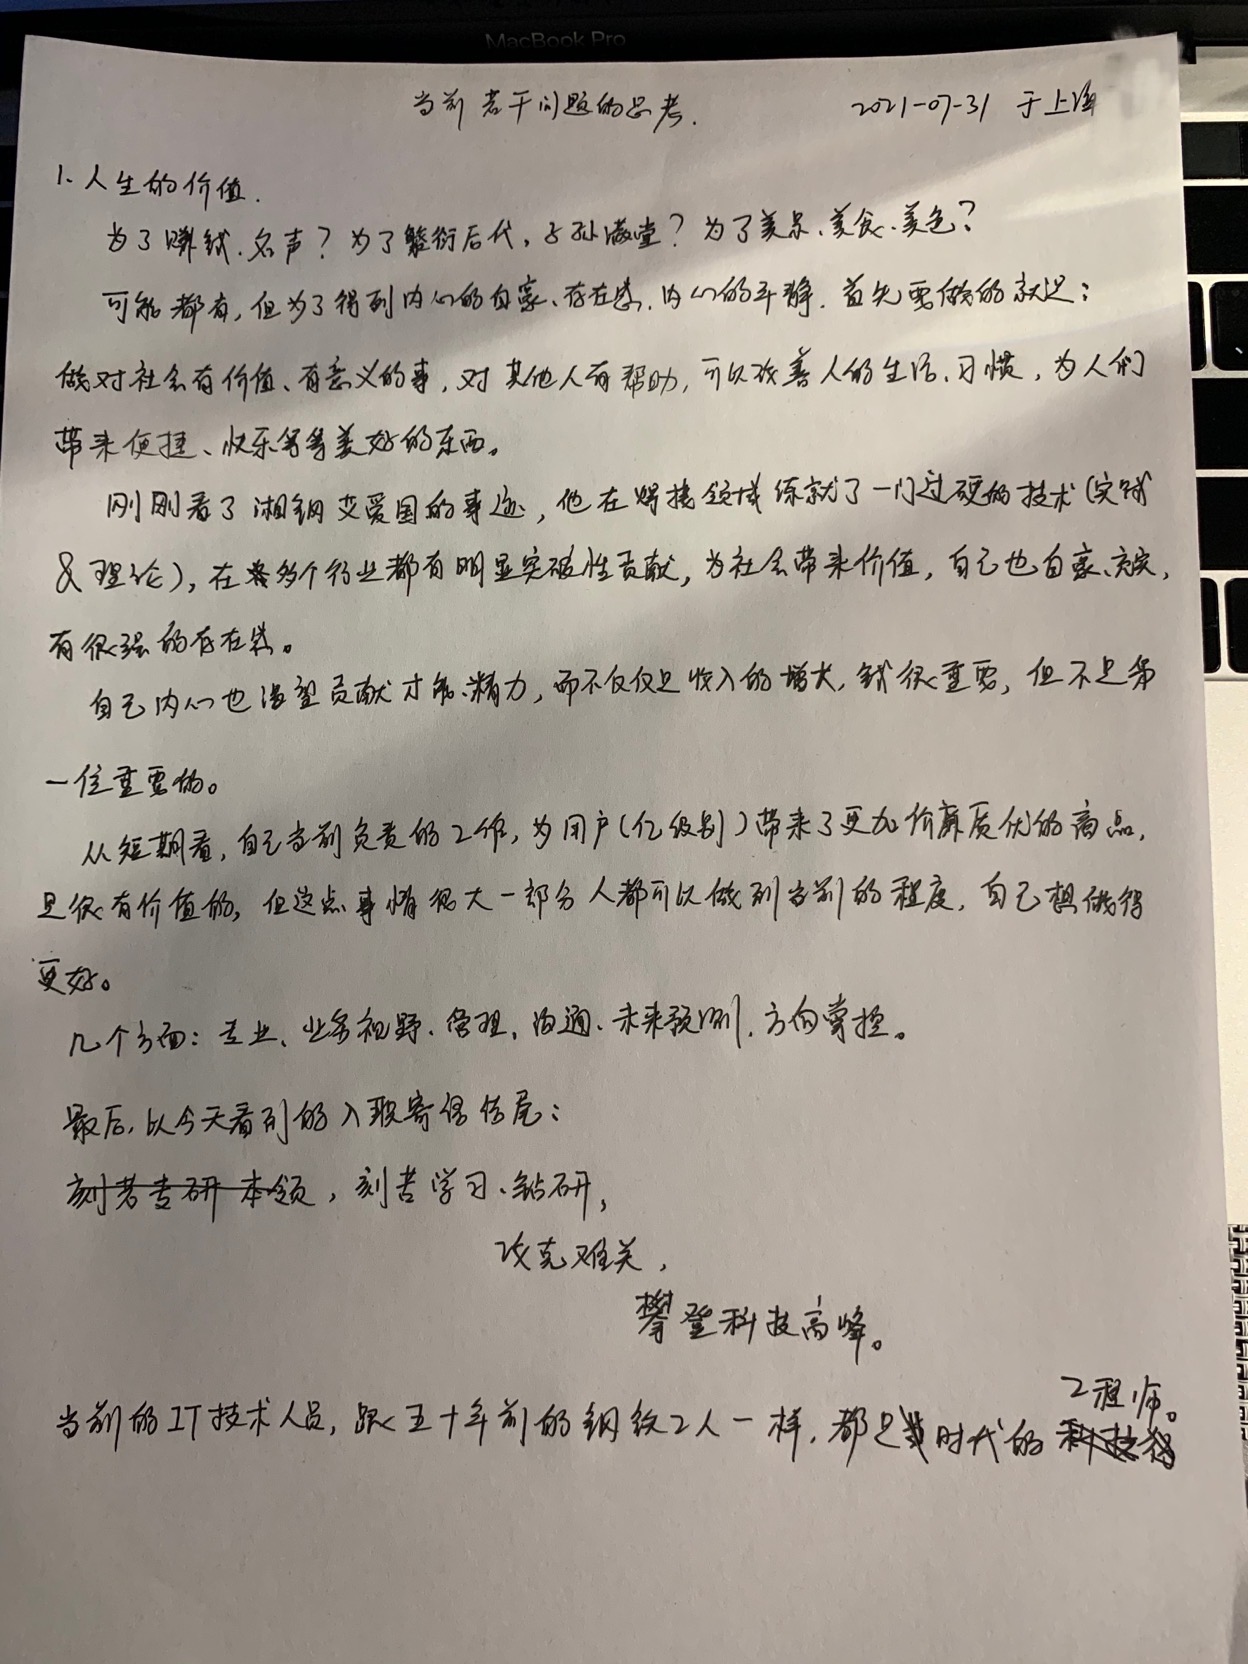 MacBook Pro
当前若干问题的思考. 2021-07-31 于上海
1. 人生的价值.
为了赚钱、名声？为了繁衍后代，子孙满堂？为了美景、美食、美色？
可能都有，但为了得到内心的自豪、存在感、内心的平静，首先要做的就是：
做对社会有价值、有意义的事，对其他人有帮助，可以改善人的生活、习惯，为人们
带来便捷、快乐等等美好的东西。
刚刚看了湘钢艾爱国的事迹，他在焊接领域练就了一门过硬的技术（实践
&理论），在多个行业都有明显突破性贡献，为社会带来价值，自己也自豪、充实，
有很强的存在感。
自己内心也渴望贡献才能、精力，而不仅仅是收入的增大，钱很重要，但不是第
一位重要的。
从短期看，自己当前负责的工作，为用户（亿级别）带来了更加价廉质优的商品，
是很有价值的，但这点事情很大一部分人都可以做到当前的程度，自己想做得
更好。
几个方面：专业、业务视野、管理、沟通、未来预测、方向掌控。
最后，以今天看到的入职寄语结尾：
刻苦专研本领，刻苦学习、钻研，
攻克难关，
攀登科技高峰。
工程师。
当前的IT技术人员，跟五十年前的钢铁工人一样，都是时代的